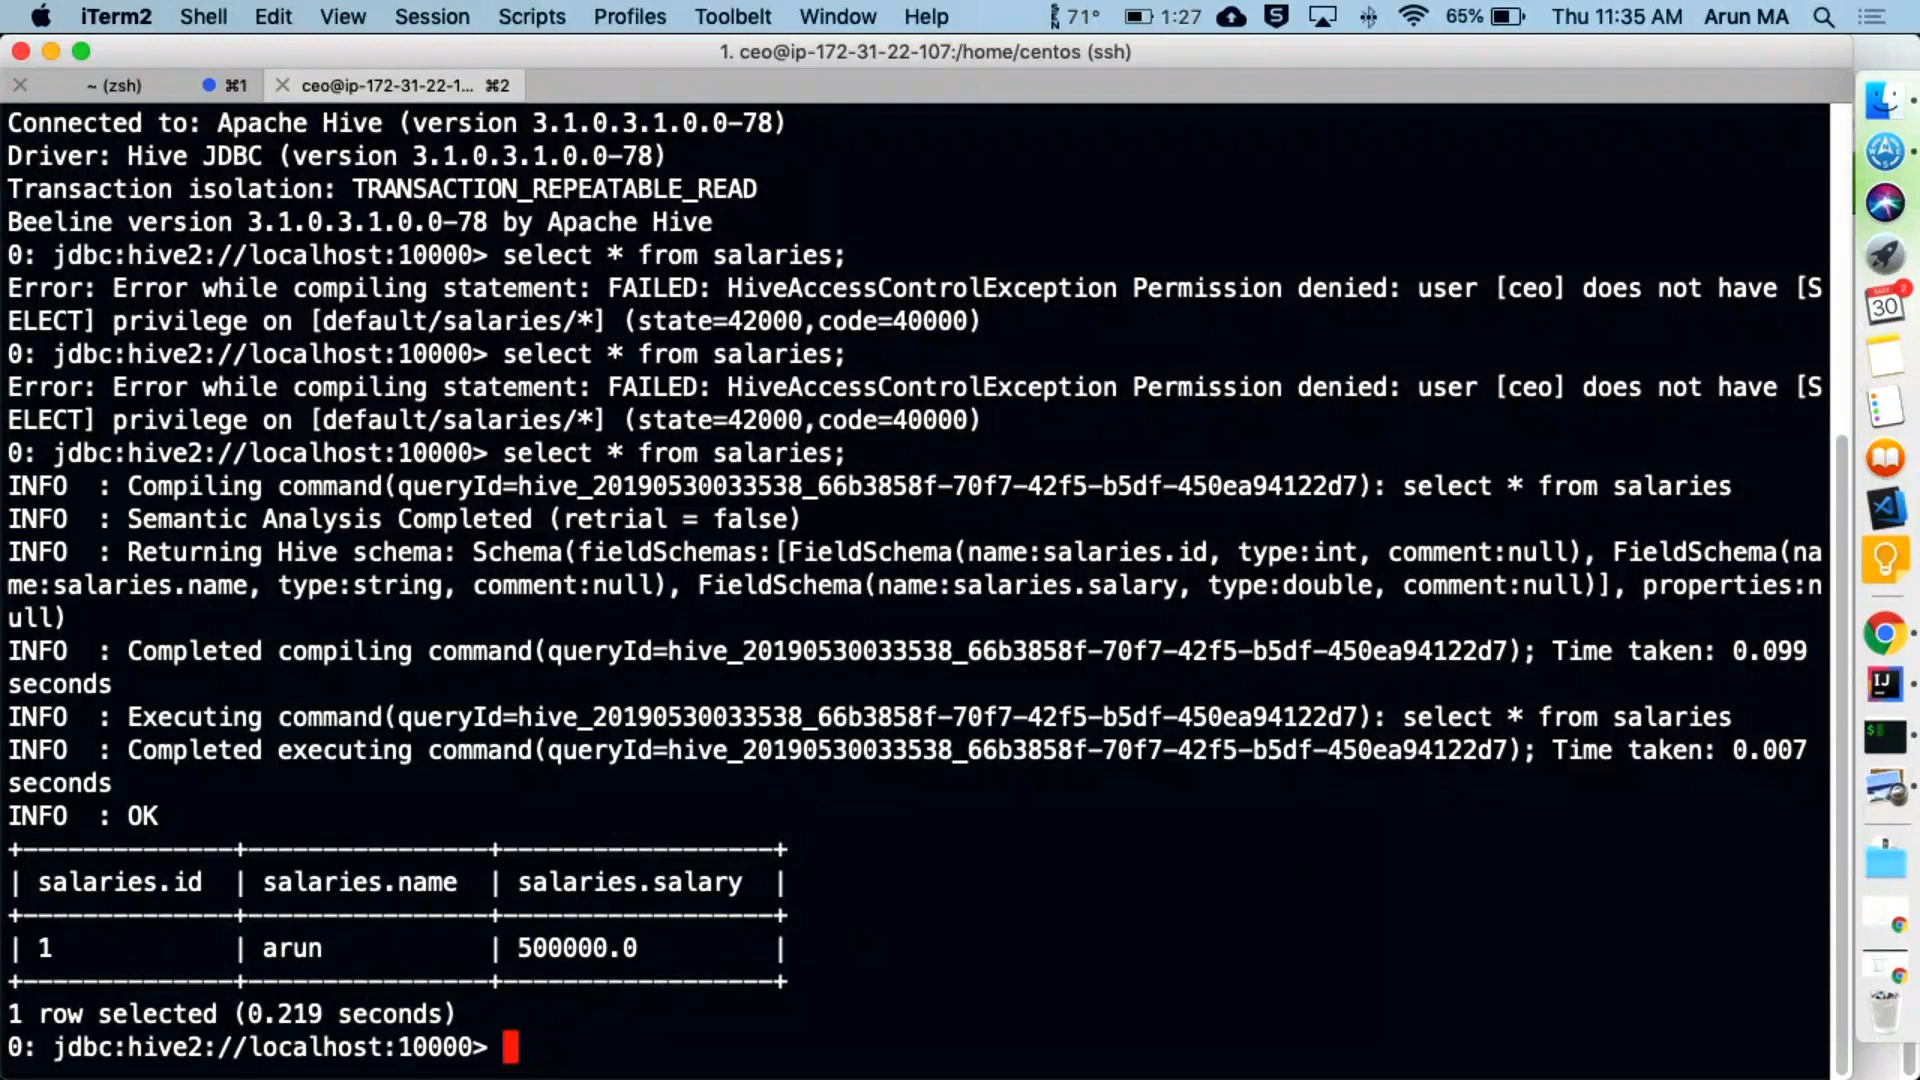 iTerm2 Shell Edit View Session Scripts Profiles Toolbelt Window Help SEN 71° 1:27 65% Thu 11:35 AM Arun MA
1. ceo@ip-172-31-22-107:/home/centos (ssh)
~ (zsh) ⌘1 ceo@ip-172-31-22-1... ⌘2
Connected to: Apache Hive (version 3.1.0.3.1.0.0-78)
Driver: Hive JDBC (version 3.1.0.3.1.0.0-78)
Transaction isolation: TRANSACTION_REPEATABLE_READ
Beeline version 3.1.0.3.1.0.0-78 by Apache Hive
0: jdbc:hive2://localhost:10000> select * from salaries;
Error: Error while compiling statement: FAILED: HiveAccessControlException Permission denied: user [ceo] does not have [S
ELECT] privilege on [default/salaries/*] (state=42000,code=40000)
0: jdbc:hive2://localhost:10000> select * from salaries;
Error: Error while compiling statement: FAILED: HiveAccessControlException Permission denied: user [ceo] does not have [S
ELECT] privilege on [default/salaries/*] (state=42000,code=40000)
0: jdbc:hive2://localhost:10000> select * from salaries;
INFO  : Compiling command(queryId=hive_20190530033538_66b3858f-70f7-42f5-b5df-450ea94122d7): select * from salaries
INFO  : Semantic Analysis Completed (retrial = false)
INFO  : Returning Hive schema: Schema(fieldSchemas:[FieldSchema(name:salaries.id, type:int, comment:null), FieldSchema(na
me:salaries.name, type:string, comment:null), FieldSchema(name:salaries.salary, type:double, comment:null)], properties:n
ull)
INFO  : Completed compiling command(queryId=hive_20190530033538_66b3858f-70f7-42f5-b5df-450ea94122d7); Time taken: 0.099
seconds
INFO  : Executing command(queryId=hive_20190530033538_66b3858f-70f7-42f5-b5df-450ea94122d7): select * from salaries
INFO  : Completed executing command(queryId=hive_20190530033538_66b3858f-70f7-42f5-b5df-450ea94122d7); Time taken: 0.007
seconds
INFO  : OK
| salaries.id | salaries.name | salaries.salary |
| 1 | arun | 500000.0 |
1 row selected (0.219 seconds)
0: jdbc:hive2://localhost:10000>
MAY 2
30
IJ